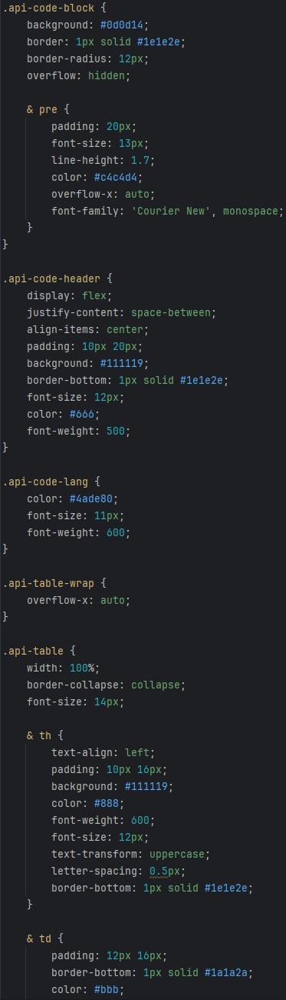 .api-code-block {
    background: #0d0d14;
    border: 1px solid #1e1e2e;
    border-radius: 12px;
    overflow: hidden;

    & pre {
        padding: 20px;
        font-size: 13px;
        line-height: 1.7;
        color: #c4c4d4;
        overflow-x: auto;
        font-family: 'Courier New', monospace;
    }
}

.api-code-header {
    display: flex;
    justify-content: space-between;
    align-items: center;
    padding: 10px 20px;
    background: #111119;
    border-bottom: 1px solid #1e1e2e;
    font-size: 12px;
    color: #666;
    font-weight: 500;
}

.api-code-lang {
    color: #4ade80;
    font-size: 11px;
    font-weight: 600;
}

.api-table-wrap {
    overflow-x: auto;
}

.api-table {
    width: 100%;
    border-collapse: collapse;
    font-size: 14px;

    & th {
        text-align: left;
        padding: 10px 16px;
        background: #111119;
        color: #888;
        font-weight: 600;
        font-size: 12px;
        text-transform: uppercase;
        letter-spacing: 0.5px;
        border-bottom: 1px solid #1e1e2e;
    }

    & td {
        padding: 12px 16px;
        border-bottom: 1px solid #1a1a2a;
        color: #bbb;